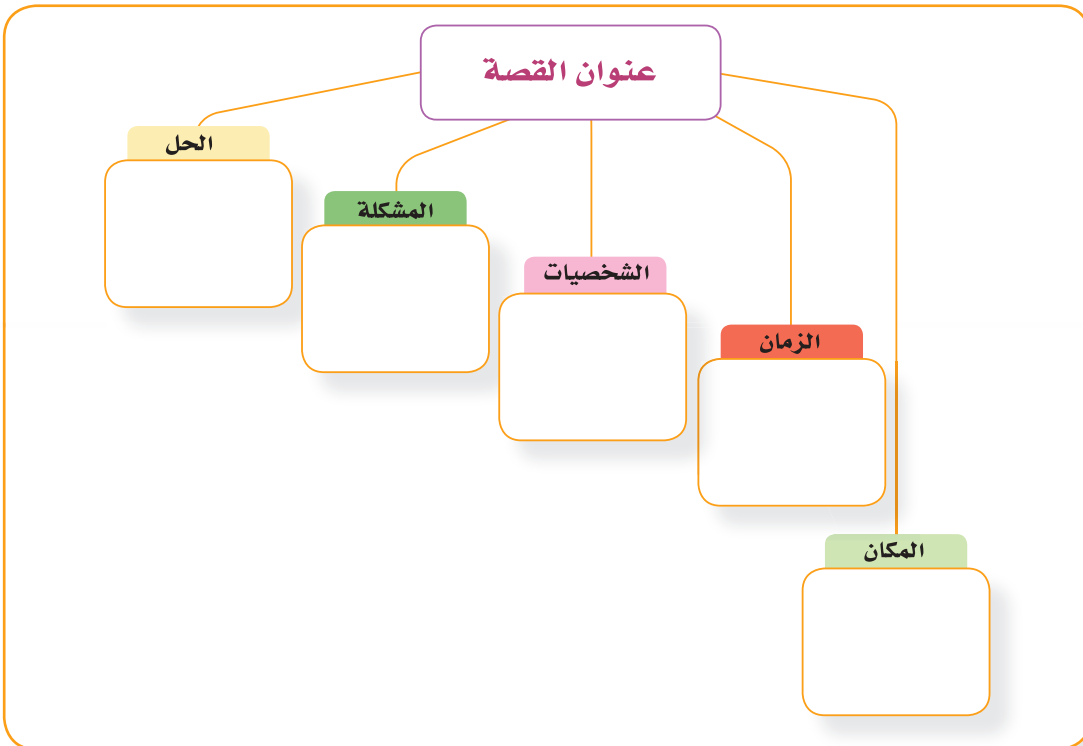 عنوان القصة
الحل
المشكلة
الشخصيات
الزمان
المكان